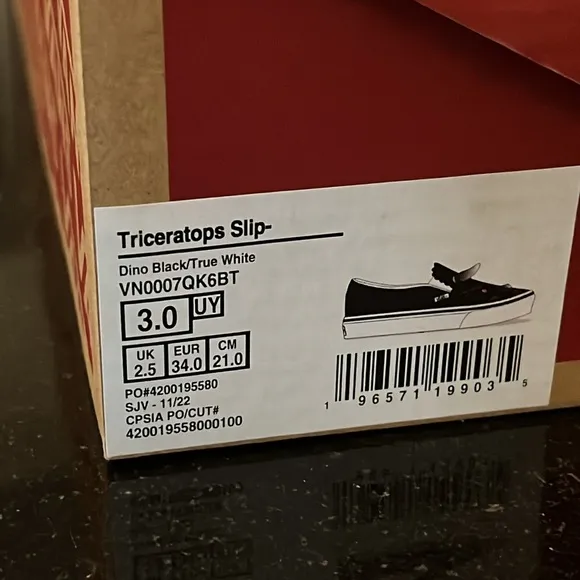 Triceratops Slip-
Dino Black/True White
VN0007QK6BT
3.0 UY
UK EUR CM
2.5 34.0 21.0
PO#4200195580
SJV - 11/22
CPSIA PO/CUT#
420019558000100
1 96571 19903 5